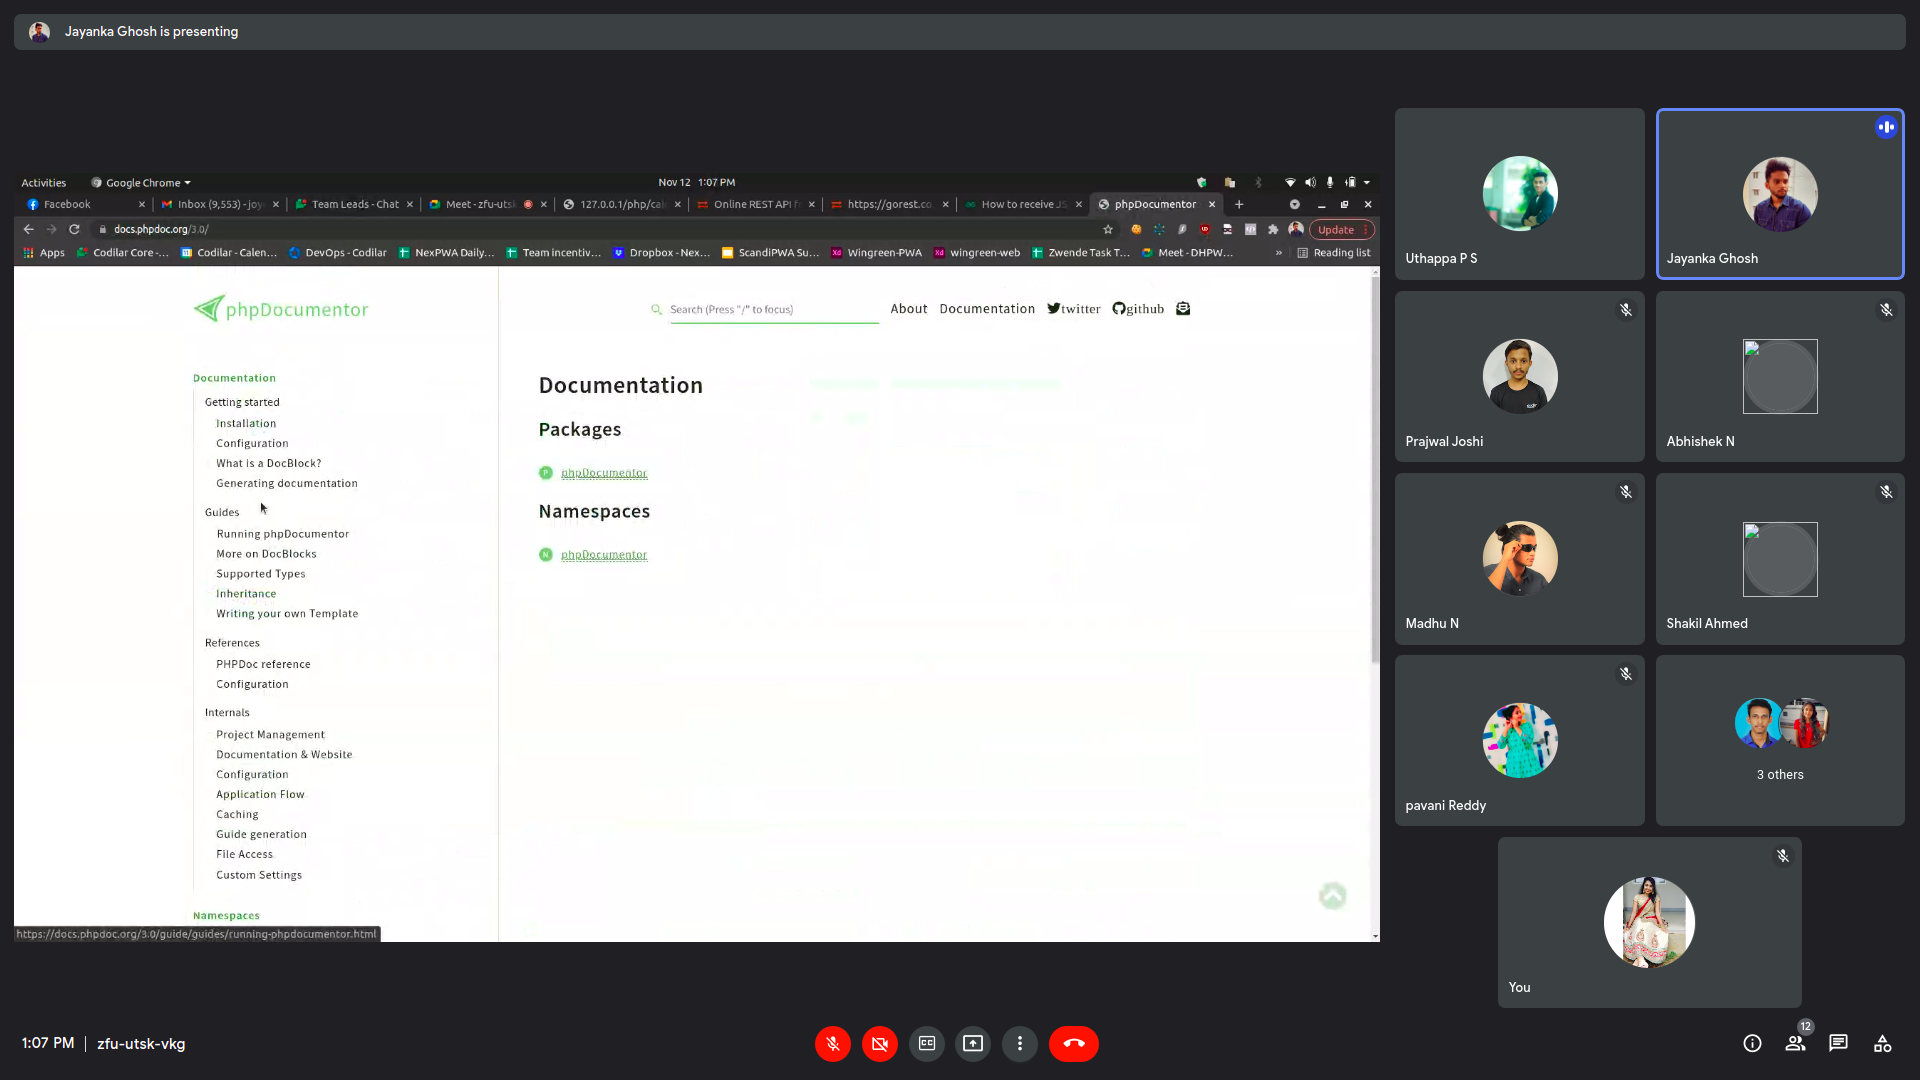 Jayanka Ghosh is presenting
Activities
Google Chrome
Nov 12 1:07 PM
Facebook
Inbox (9,553) - joy
Team Leads - Chat
Meet - zfu-utsk
127.0.0.1/php/cal
Online REST API f
https://gorest.co
How to receive JS
phpDocumentor
docs.phpdoc.org/3.0/
Update
Apps
Codilar Core -...
Codilar - Calen...
DevOps - Codilar
NexPWA Daily...
Team incentiv...
Dropbox - Nex...
ScandiPWA Su...
Wingreen-PWA
wingreen-web
Zwende Task T...
Meet - DHPW...
»
Reading list
phpDocumentor
Search (Press "/" to focus)
About
Documentation
twitter
github
Documentation
Getting started
Installation
Configuration
What is a DocBlock?
Generating documentation
Guides
Running phpDocumentor
More on DocBlocks
Supported Types
Inheritance
Writing your own Template
References
PHPDoc reference
Configuration
Internals
Project Management
Documentation & Website
Configuration
Application Flow
Caching
Guide generation
File Access
Custom Settings
Namespaces
https://docs.phpdoc.org/3.0/guide/guides/running-phpdocumentor.html
Documentation
Packages
P phpDocumentor
Namespaces
N phpDocumentor
Uthappa P S
Jayanka Ghosh
Prajwal Joshi
Abhishek N
Madhu N
Shakil Ahmed
pavani Reddy
3 others
You
1:07 PM | zfu-utsk-vkg
12